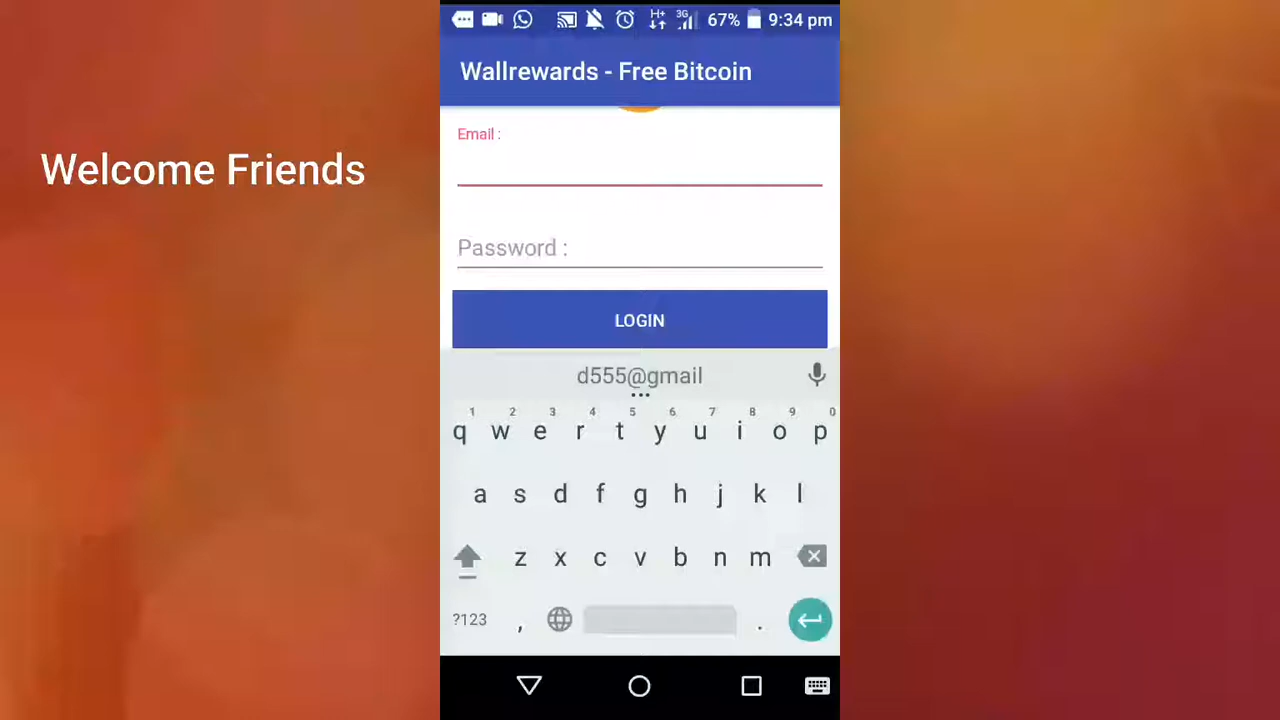 Welcome Friends
H+ 3G 67% 9:34 pm
Wallrewards - Free Bitcoin
Email :
Password :
LOGIN
d555@gmail
1 2 3 4 5 6 7 8 9 0
q w e r t y u i o p
a s d f g h j k l
z x c v b n m
?123 , .